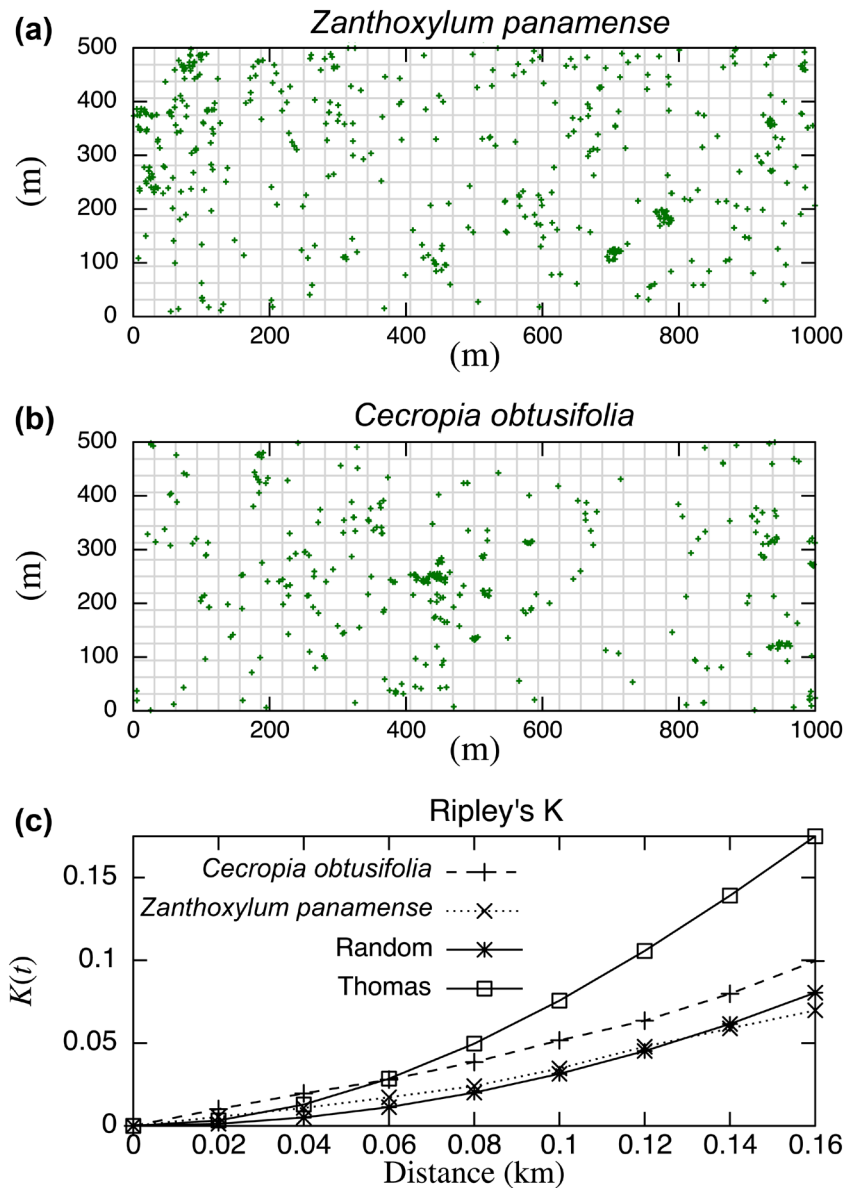 (a)
Zanthoxylum panamense
500
400
300
200
100
0
(m)
0 200 400 600 800 1000
(m)
(b)
Cecropia obtusifolia
500
400
300
200
100
0
(m)
0 200 400 600 800 1000
(m)
(c)
Ripley's K
Cecropia obtusifolia
Zanthoxylum panamense
Random
Thomas
0.15
0.1
0.05
0
K(t)
0 0.02 0.04 0.06 0.08 0.1 0.12 0.14 0.16
Distance (km)